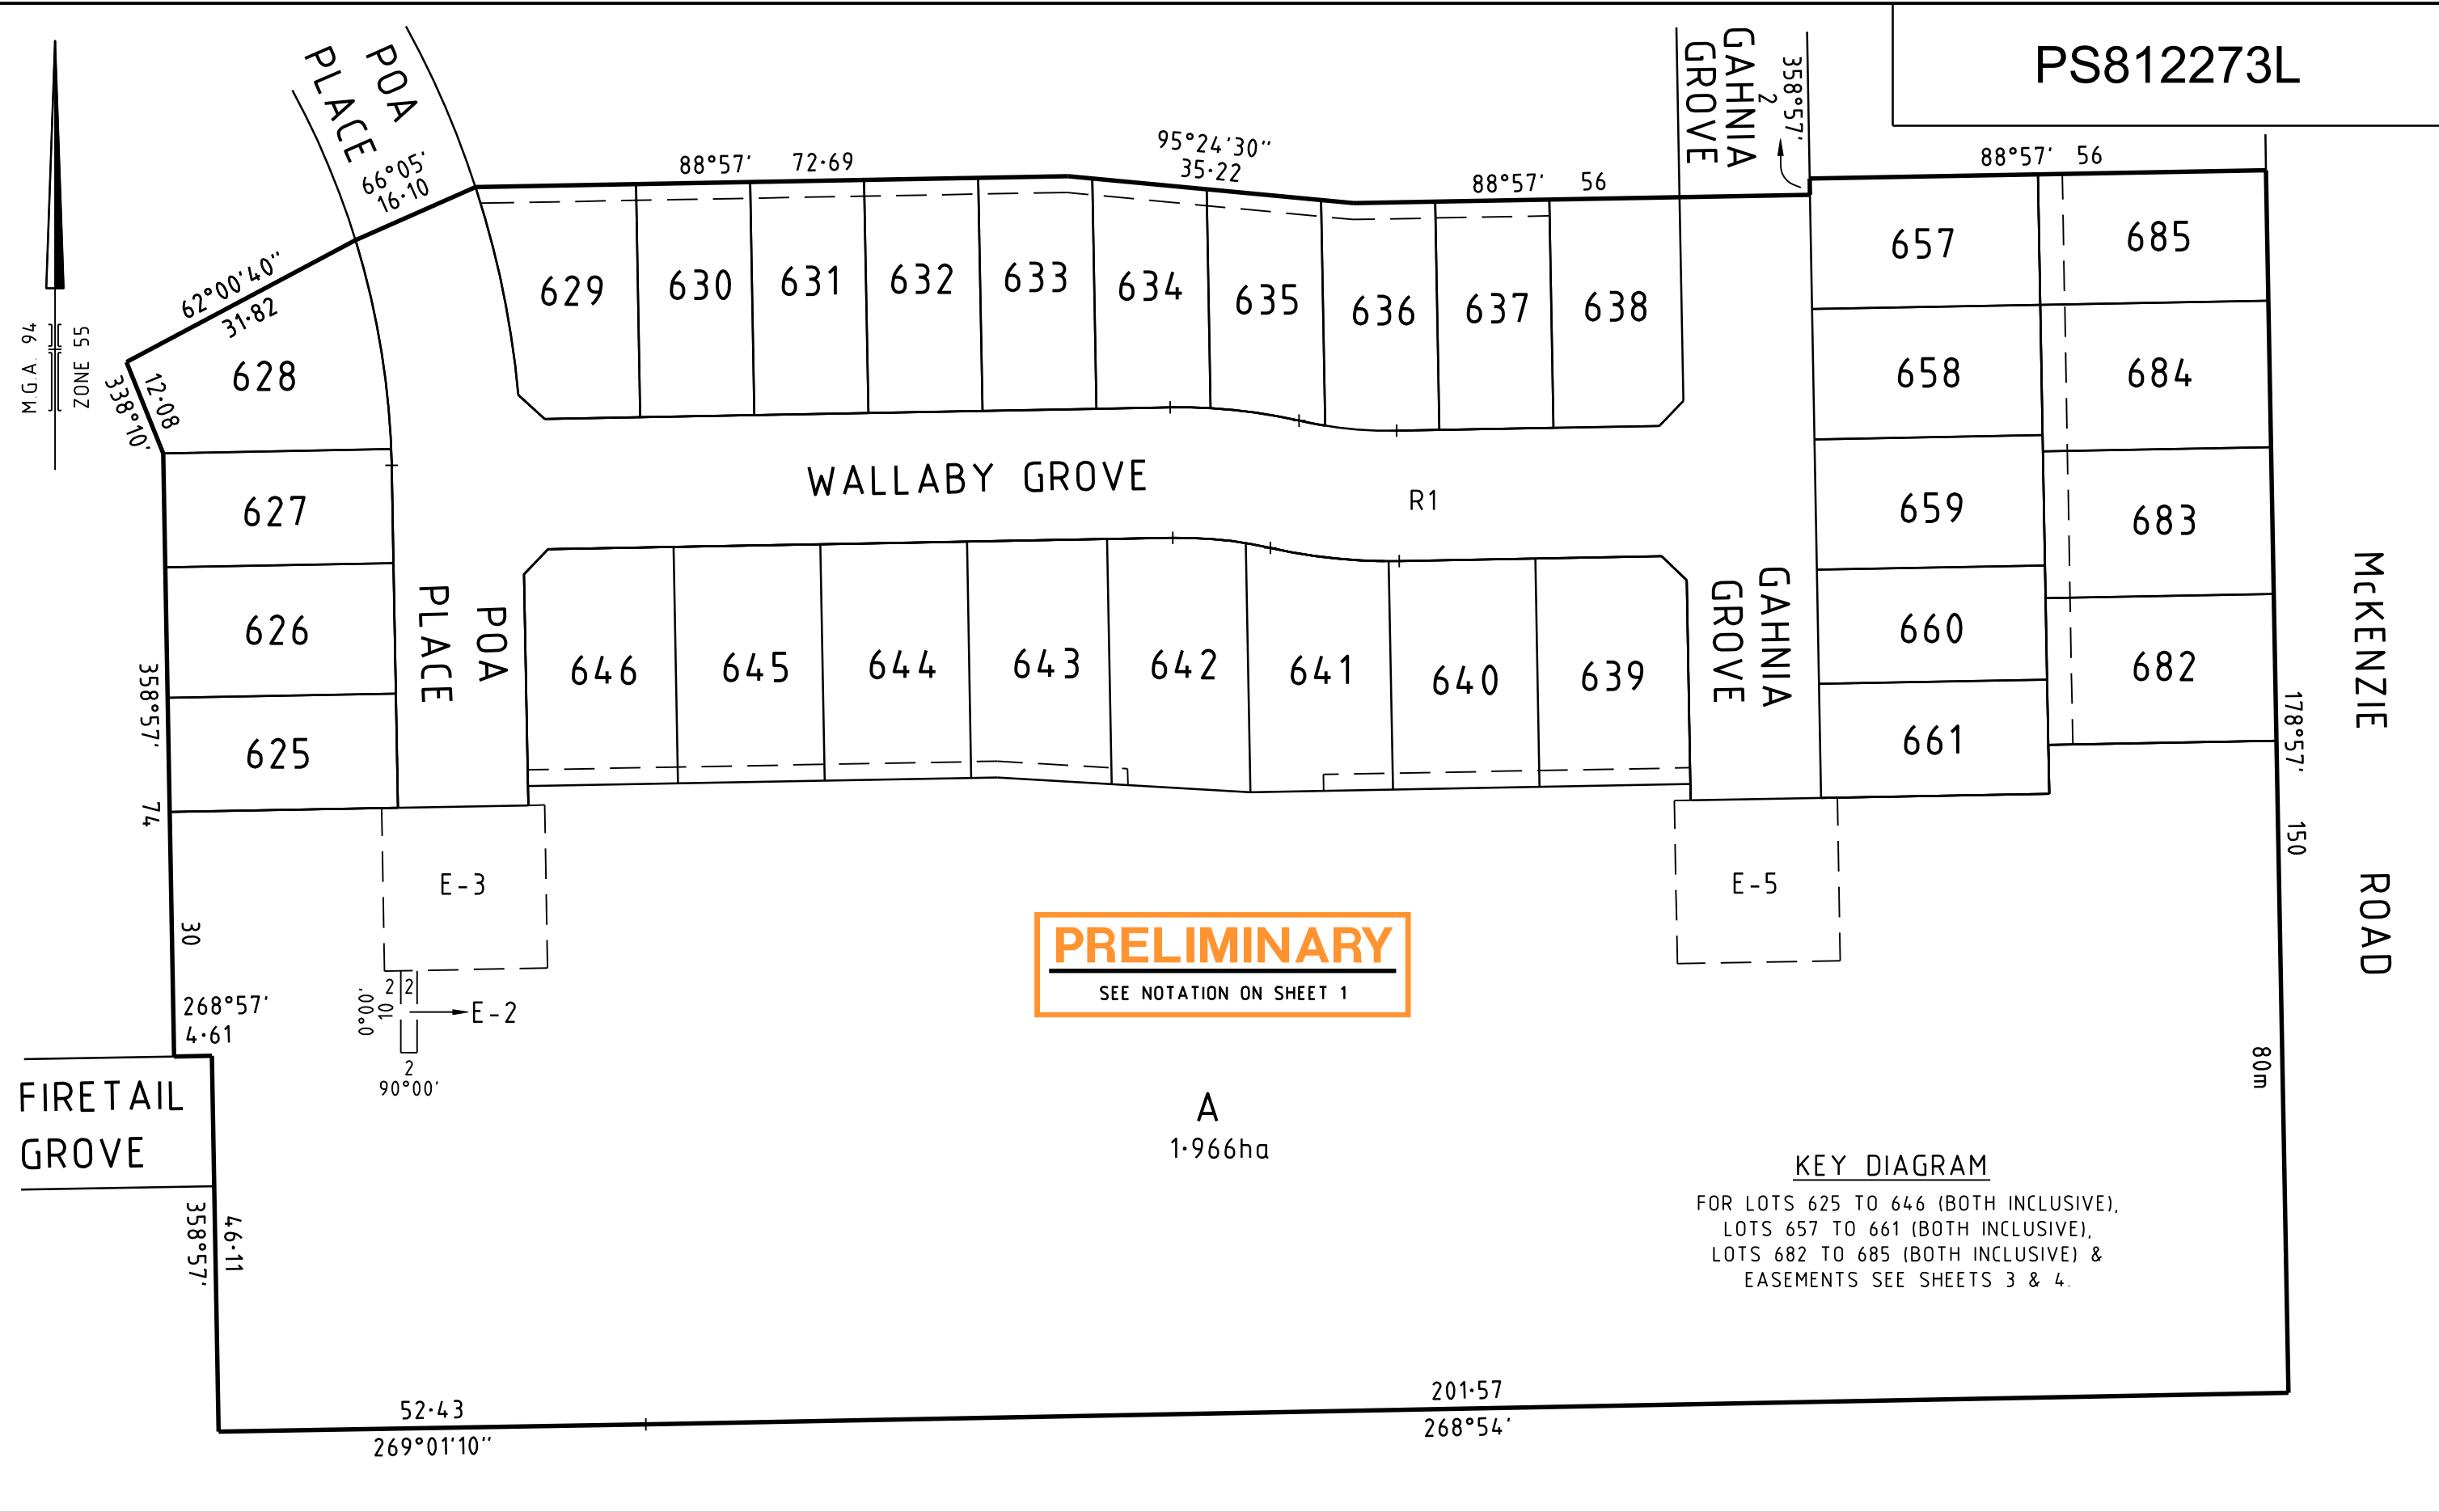 PS812273L
POA
PLACE
GAHNIA
GROVE
2
358°57'
66°05'
16·10
88°57' 72·69
95°24'30"
35·22
88°57' 56
88°57' 56
62°00'40"
31·82
12·08
338°10'
M.G.A. 94
ZONE 55
628
629
630
631
632
633
634
635
636
637
638
657
685
658
684
627
WALLABY GROVE
R1
659
683
626
POA
PLACE
GAHNIA
GROVE
660
McKENZIE
ROAD
646
645
644
643
642
641
640
639
682
625
661
358°57'
74
178°57'
150
E-3
E-5
30
PRELIMINARY
SEE NOTATION ON SHEET 1
2 2
0°00'
10
E-2
2
90°00'
268°57'
4·61
80m
FIRETAIL
GROVE
A
1·966ha
KEY DIAGRAM
FOR LOTS 625 TO 646 (BOTH INCLUSIVE),
LOTS 657 TO 661 (BOTH INCLUSIVE),
LOTS 682 TO 685 (BOTH INCLUSIVE) &
EASEMENTS SEE SHEETS 3 & 4.
358°57'
46·11
52·43
269°01'10"
201·57
268°54'